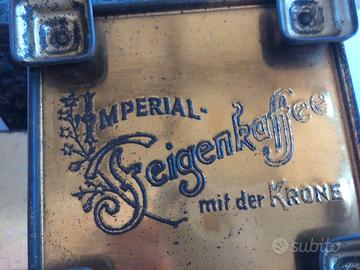 IMPERIAL-
Feigenkaffee
mit der KRONE
subito